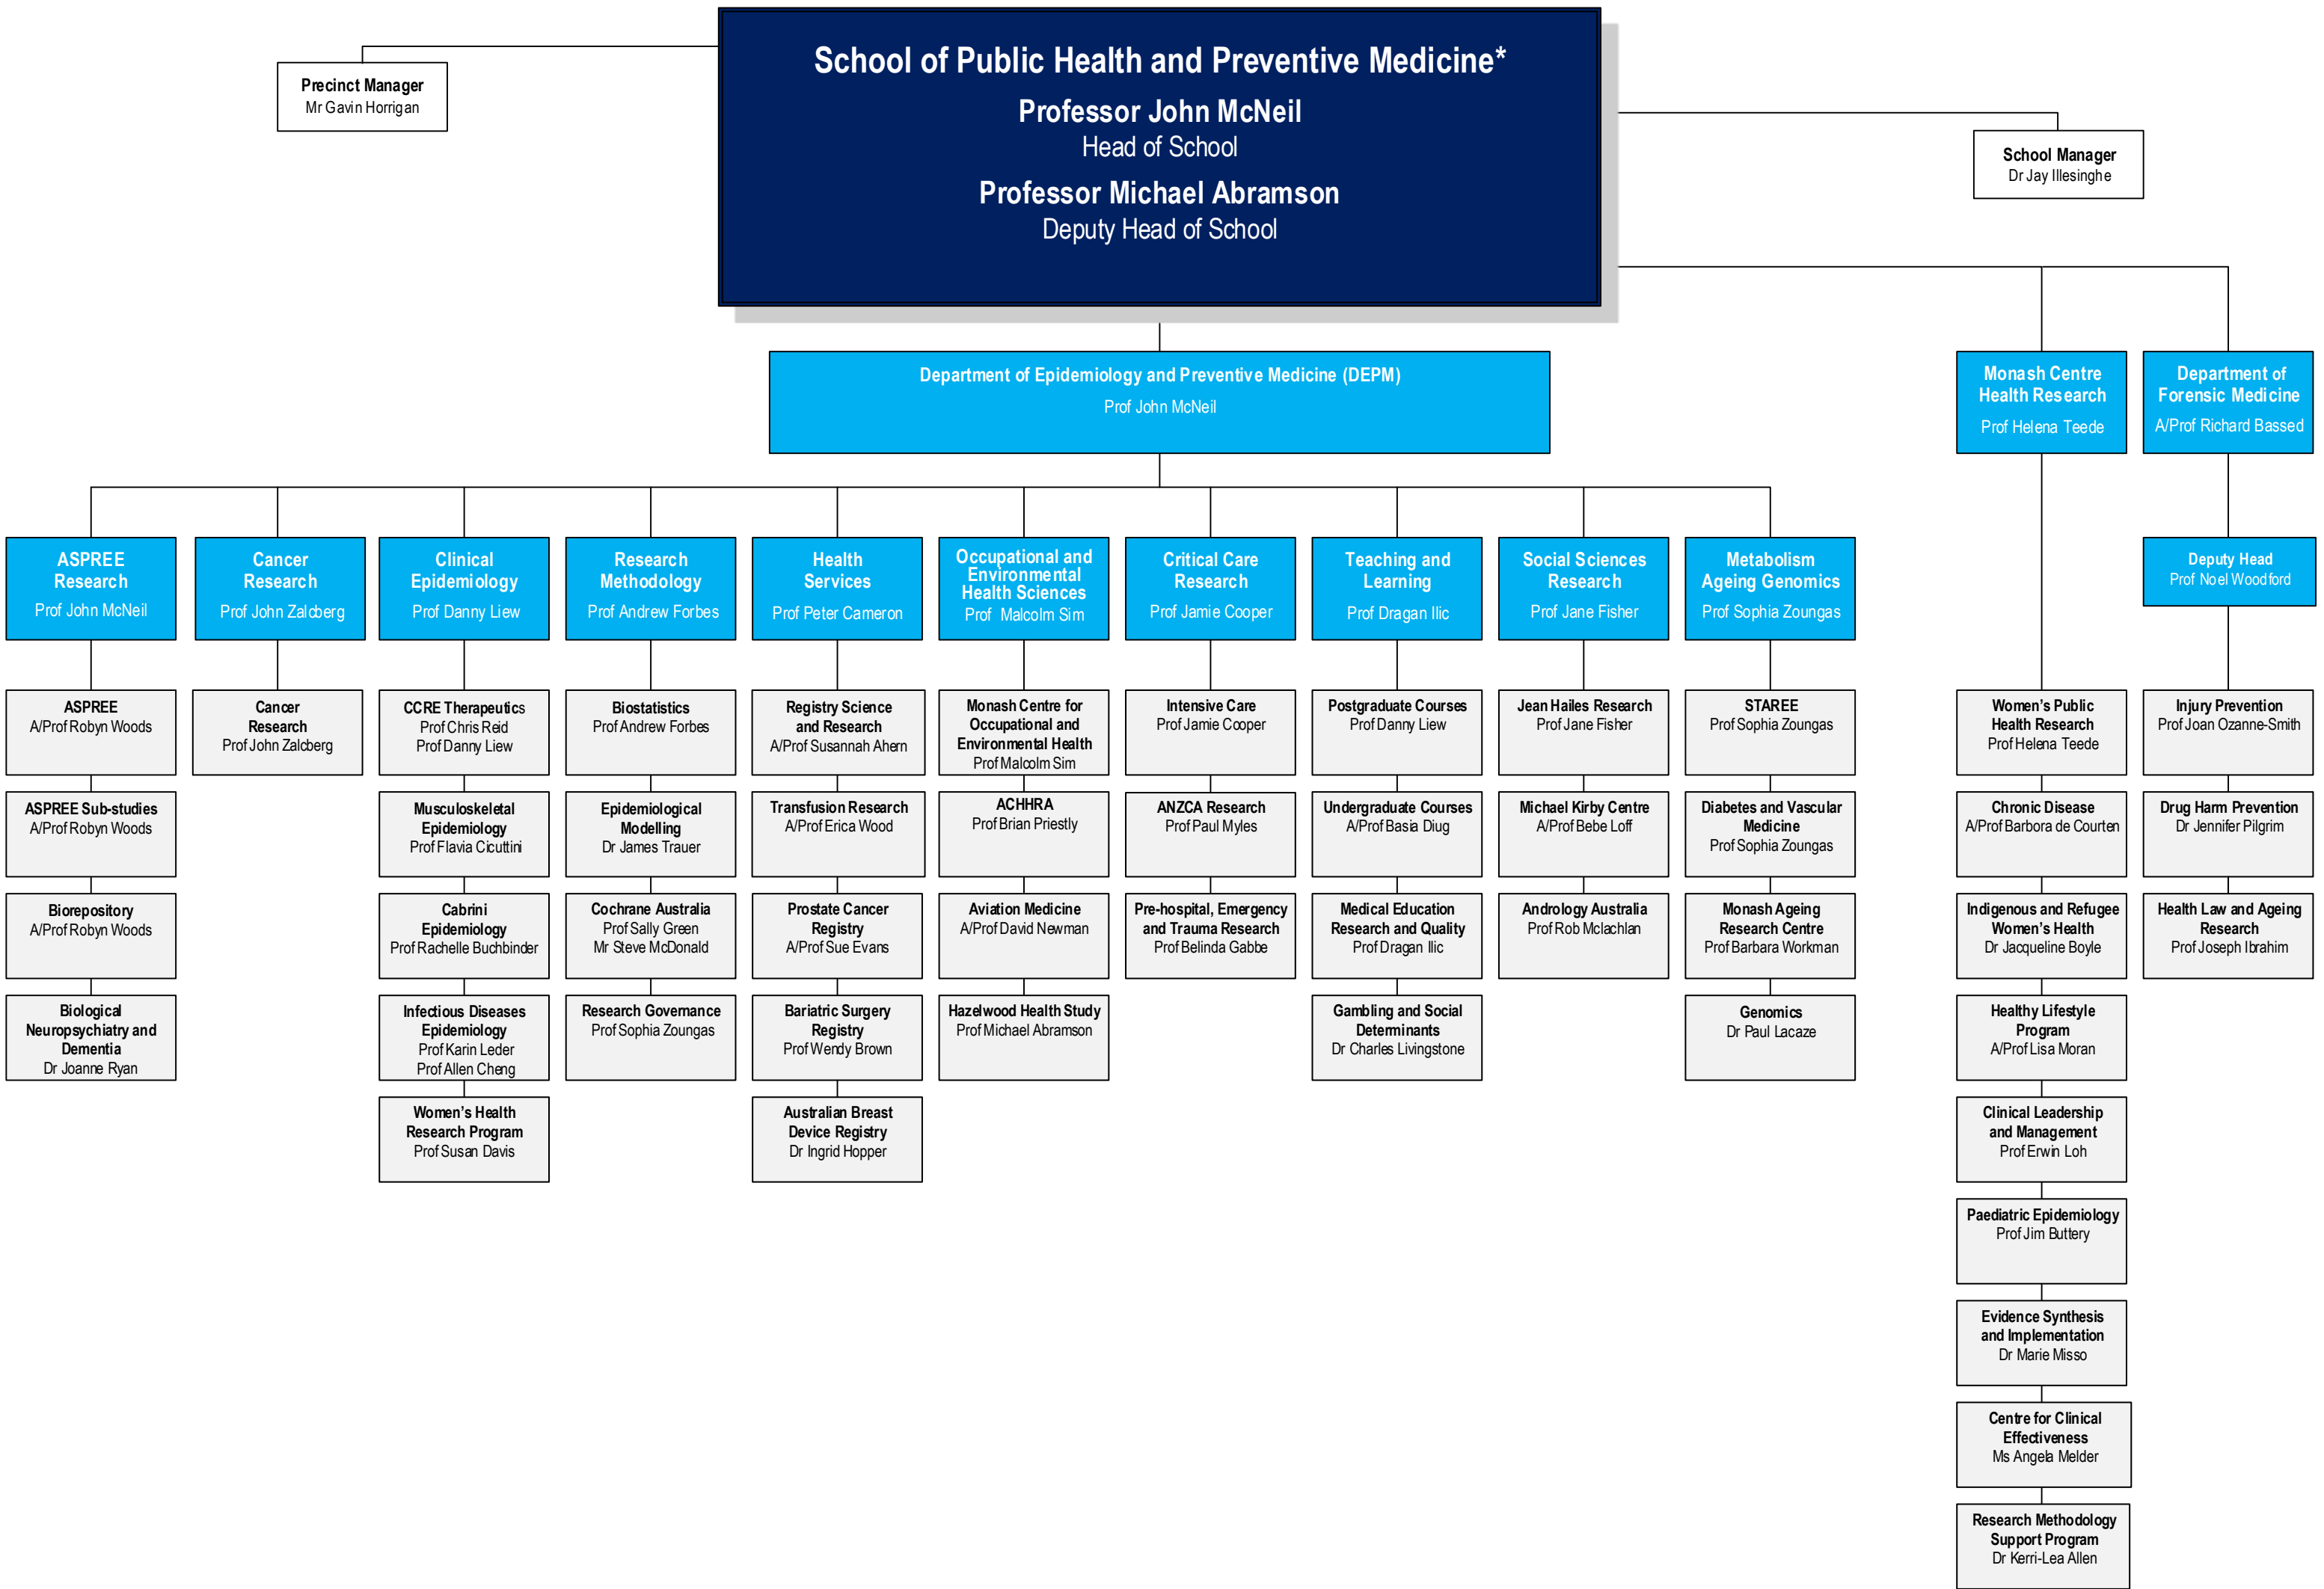 School of Public Health and Preventive Medicine*
Professor John McNeil
Head of School
Professor Michael Abramson
Deputy Head of School
Precinct Manager
Mr Gavin Horrigan
School Manager
Dr Jay Illesinghe
Department of Epidemiology and Preventive Medicine (DEPM)
Prof John McNeil
Monash Centre
Health Research
Prof Helena Teede
Department of
Forensic Medicine
A/Prof Richard Bassed
ASPREE
Research
Prof John McNeil
Cancer
Research
Prof John Zalcberg
Clinical
Epidemiology
Prof Danny Liew
Research
Methodology
Prof Andrew Forbes
Health
Services
Prof Peter Cameron
Occupational and
Environmental
Health Sciences
Prof Malcolm Sim
Critical Care
Research
Prof Jamie Cooper
Teaching and
Learning
Prof Dragan Ilic
Social Sciences
Research
Prof Jane Fisher
Metabolism
Ageing Genomics
Prof Sophia Zoungas
Deputy Head
Prof Noel Woodford
ASPREE
A/Prof Robyn Woods
ASPREE Sub-studies
A/Prof Robyn Woods
Biorepository
A/Prof Robyn Woods
Biological
Neuropsychiatry and
Dementia
Dr Joanne Ryan
Cancer
Research
Prof John Zalcberg
CCRE Therapeutics
Prof Chris Reid
Prof Danny Liew
Musculoskeletal
Epidemiology
Prof Flavia Cicuttini
Cabrini
Epidemiology
Prof Rachelle Buchbinder
Infectious Diseases
Epidemiology
Prof Karin Leder
Prof Allen Cheng
Women's Health
Research Program
Prof Susan Davis
Biostatistics
Prof Andrew Forbes
Epidemiological
Modelling
Dr James Trauer
Cochrane Australia
Prof Sally Green
Mr Steve McDonald
Research Governance
Prof Sophia Zoungas
Registry Science
and Research
A/Prof Susannah Ahern
Transfusion Research
A/Prof Erica Wood
Prostate Cancer
Registry
A/Prof Sue Evans
Bariatric Surgery
Registry
Prof Wendy Brown
Australian Breast
Device Registry
Dr Ingrid Hopper
Monash Centre for
Occupational and
Environmental Health
Prof Malcolm Sim
ACHHRA
Prof Brian Priestly
Aviation Medicine
A/Prof David Newman
Hazelwood Health Study
Prof Michael Abramson
Intensive Care
Prof Jamie Cooper
ANZCA Research
Prof Paul Myles
Pre-hospital, Emergency
and Trauma Research
Prof Belinda Gabbe
Postgraduate Courses
Prof Danny Liew
Undergraduate Courses
A/Prof Basia Diug
Medical Education
Research and Quality
Prof Dragan Ilic
Gambling and Social
Determinants
Dr Charles Livingstone
Jean Hailes Research
Prof Jane Fisher
Michael Kirby Centre
A/Prof Bebe Loff
Andrology Australia
Prof Rob Mclachlan
STAREE
Prof Sophia Zoungas
Diabetes and Vascular
Medicine
Prof Sophia Zoungas
Monash Ageing
Research Centre
Prof Barbara Workman
Genomics
Dr Paul Lacaze
Women's Public
Health Research
Prof Helena Teede
Chronic Disease
A/Prof Barbora de Courten
Indigenous and Refugee
Women's Health
Dr Jacqueline Boyle
Healthy Lifestyle
Program
A/Prof Lisa Moran
Clinical Leadership
and Management
Prof Erwin Loh
Paediatric Epidemiology
Prof Jim Buttery
Evidence Synthesis
and Implementation
Dr Marie Misso
Centre for Clinical
Effectiveness
Ms Angela Melder
Research Methodology
Support Program
Dr Kerri-Lea Allen
Injury Prevention
Prof Joan Ozanne-Smith
Drug Harm Prevention
Dr Jennifer Pilgrim
Health Law and Ageing
Research
Prof Joseph Ibrahim